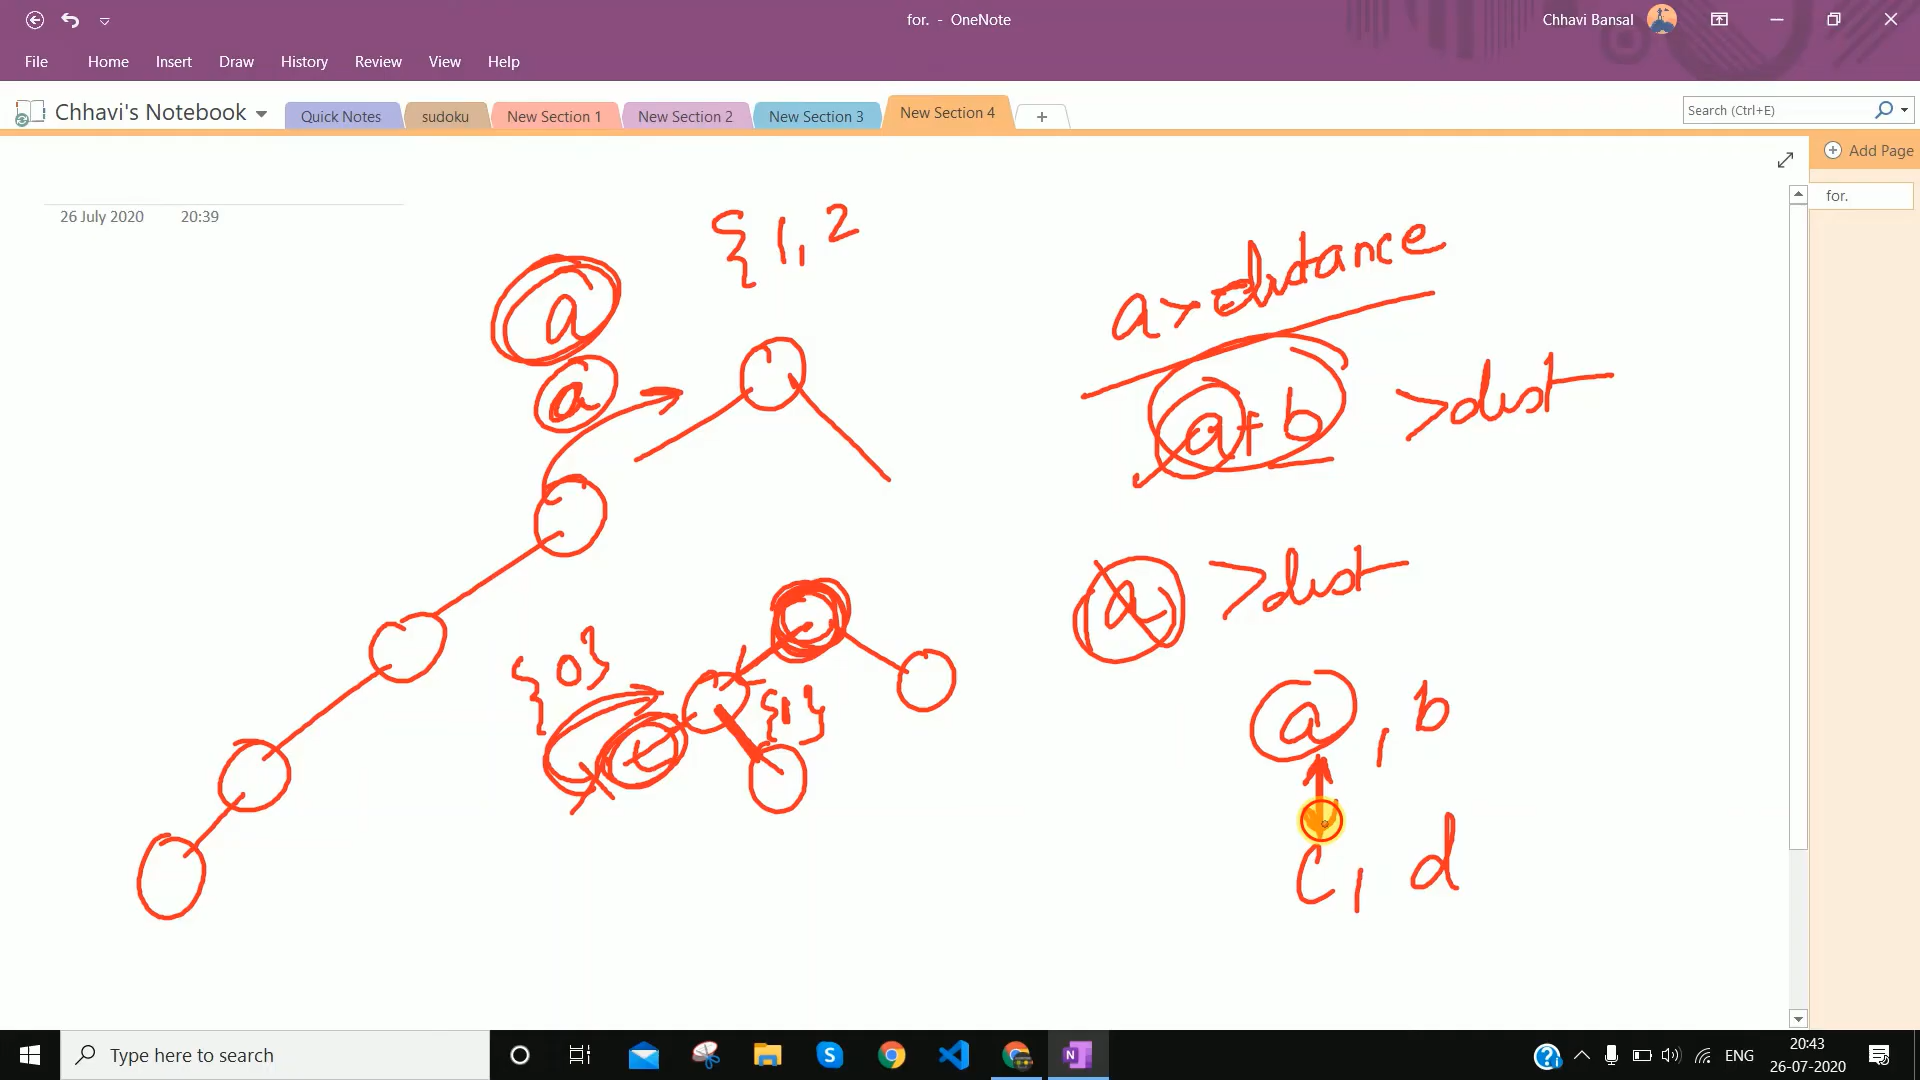 for. - OneNote
Chhavi Bansal
File Home Insert Draw History Review View Help
Chhavi's Notebook
Quick Notes
sudoku
New Section 1
New Section 2
New Section 3
New Section 4
+
Search (Ctrl+E)
Add Page
for.
26 July 2020 20:39
{ 1, 2
a > distance
a
a
a + b > dist
a > dist
{ 0 }
{ 1 }
a , b
c , d
Type here to search
ENG
20:43
26-07-2020